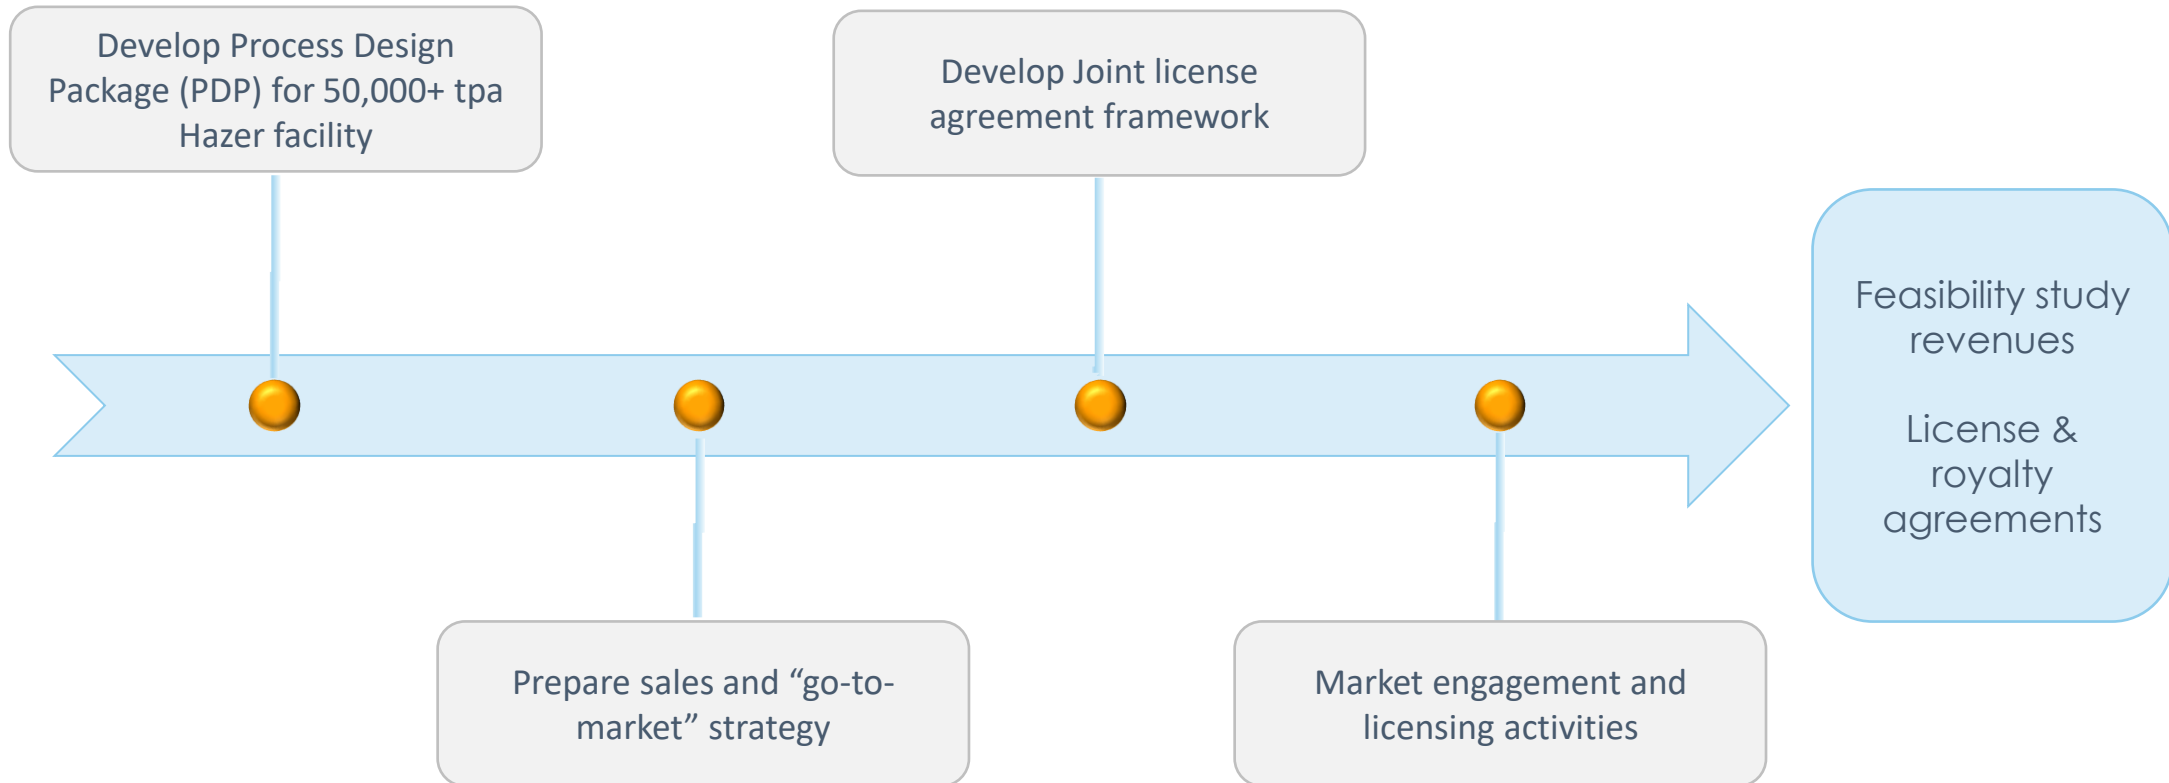 Develop Process Design
Package (PDP) for 50,000+ tpa
Hazer facility
Develop Joint license
agreement framework
Feasibility study
revenues
License &
royalty
agreements
Prepare sales and “go-to-
market” strategy
Market engagement and
licensing activities